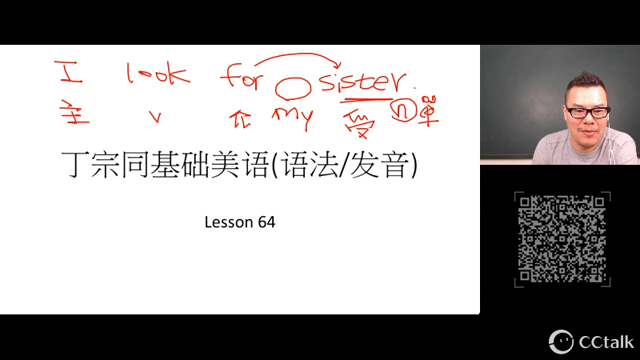 I look for sister.
主 v 介 my 受 n 单
丁宗同基础美语(语法/发音)
Lesson 64
CCtalk